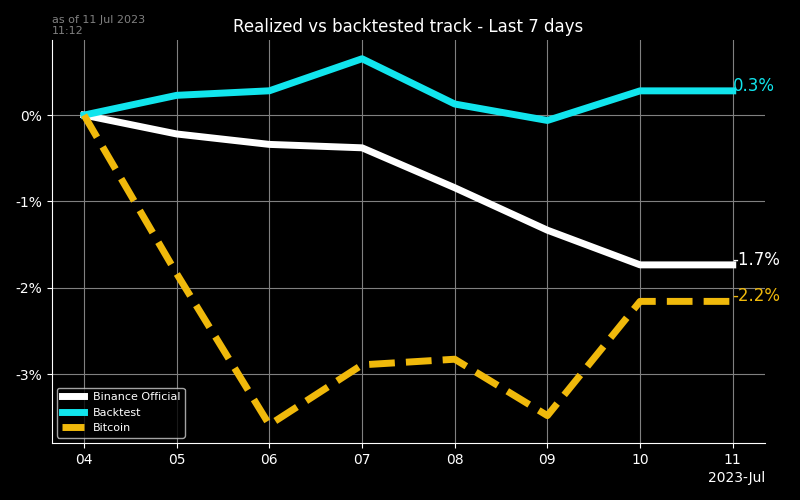 as of 11 Jul 2023
11:12
Realized vs backtested track - Last 7 days
0%
-1%
-2%
-3%
0.3%
-1.7%
-2.2%
Binance Official
Backtest
Bitcoin
04 05 06 07 08 09 10 11
2023-Jul